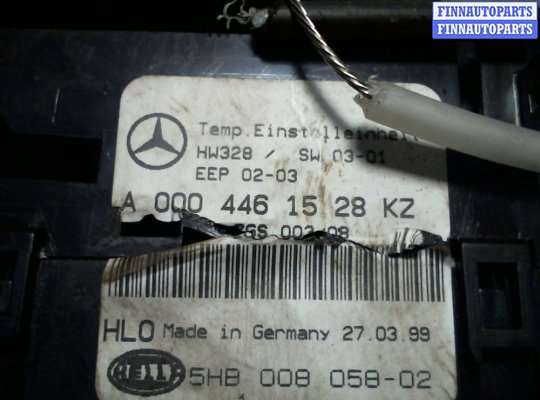 FINNAUTOPARTS
FINNAUTOPARTS
Temp.Einstelleinheit
HW328 / SW 03-01
EEP 02-03
A 000 446 15 28 KZ
HLO Made in Germany 27.03.99
HELLA 5HB 008 058-02